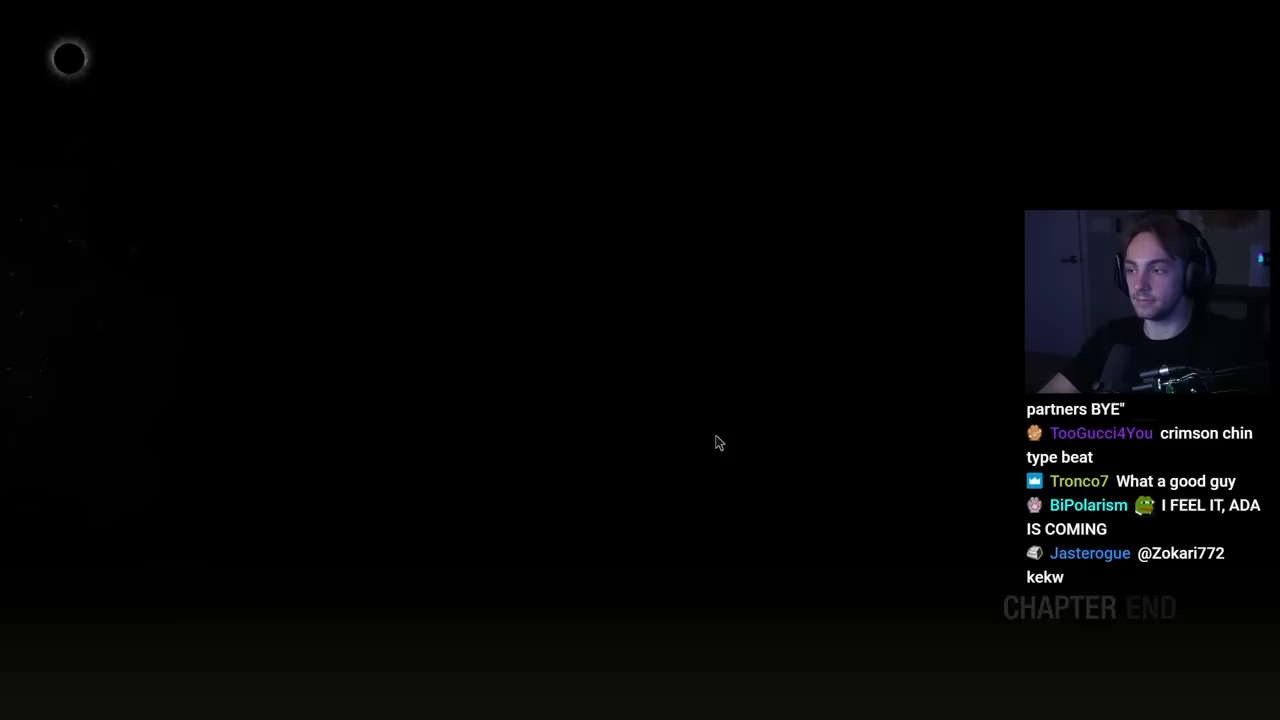 partners BYE"
TooGucci4You crimson chin
type beat
Tronco7 What a good guy
BiPolarism I FEEL IT, ADA
IS COMING
Jasterogue @Zokari772
kekw
CHAPTER END